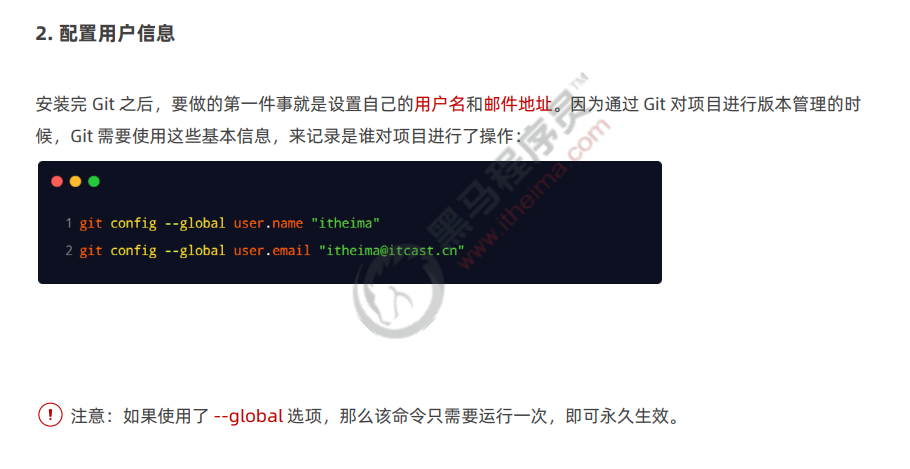 2. 配置用户信息
安装完 Git 之后，要做的第一件事就是设置自己的用户名和邮件地址。因为通过 Git 对项目进行版本管理的时
候，Git 需要使用这些基本信息，来记录是谁对项目进行了操作：
1 git config --global user.name "itheima"
2 git config --global user.email "itheima@itcast.cn"
黑马程序员™
www.itheima.com
! 注意：如果使用了 --global 选项，那么该命令只需要运行一次，即可永久生效。